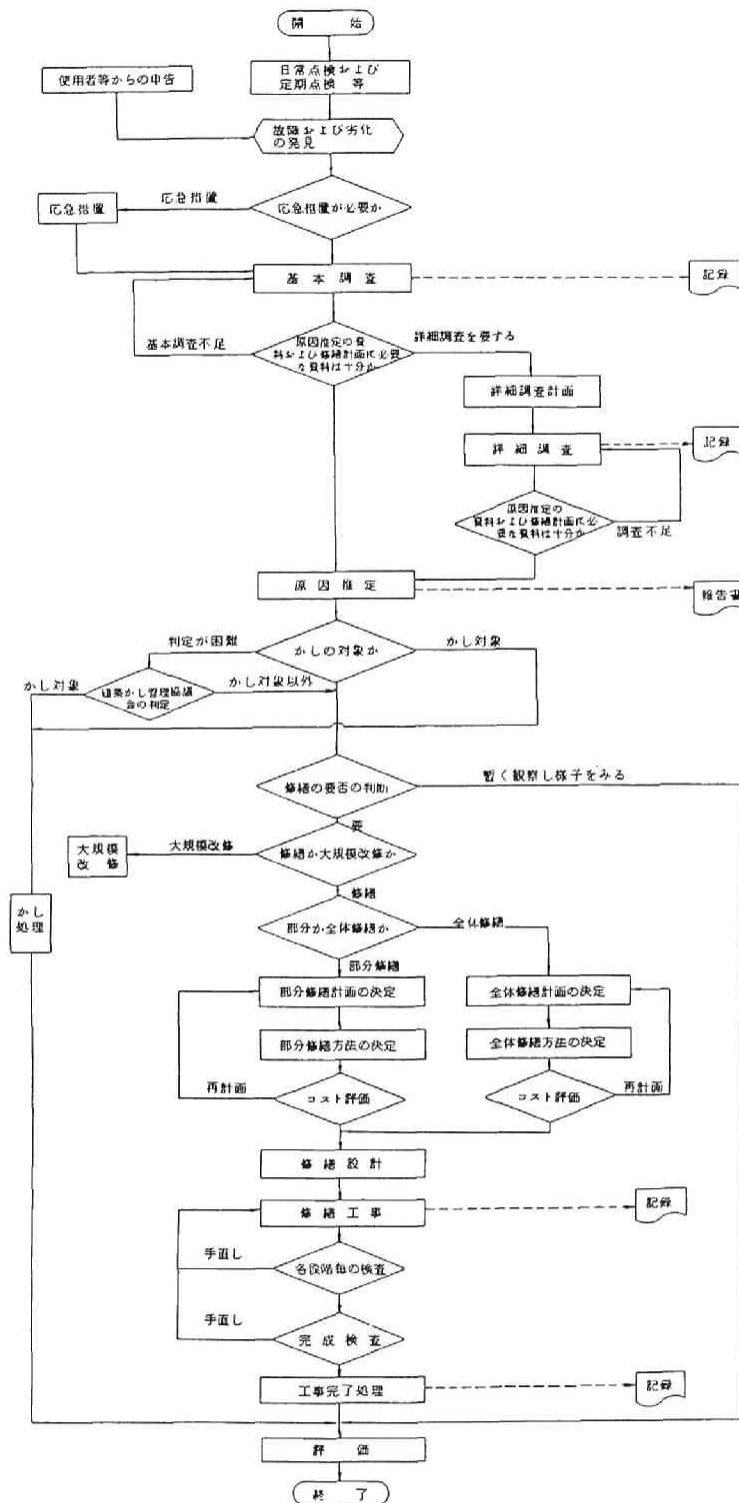 開 始
日常点検および
定期点検 等
使用者等からの申告
故障および劣化
の発見
応急措置が必要か
応急措置
応急措置
基 本 調 査
記録
基本調査不足
原因推定の資
料および修繕計画に必要
な資料は十分か
詳細調査を要する
詳細調査計画
詳 細 調 査
記録
原因推定の
資料および修繕計画に必
要な資料は十分か
調査不足
原 因 推 定
報告書
判定が困難
かしの対象か
かし対象
かし対象
建築かし管理協議
会の判定
かし対象以外
修繕の要否の判断
暫く観察し様子をみる
要
大規模
改 修
大規模改修
修繕か大規模改修か
修繕
かし
処理
部分か全体修繕か
全体修繕
部分修繕
部分修繕計画の決定
全体修繕計画の決定
部分修繕方法の決定
全体修繕方法の決定
再計画
コスト評価
コスト評価
再計画
修 繕 設 計
修 繕 工 事
記録
手直し
各段階毎の検査
手直し
完 成 検 査
工事完了処理
記録
評 価
終 了